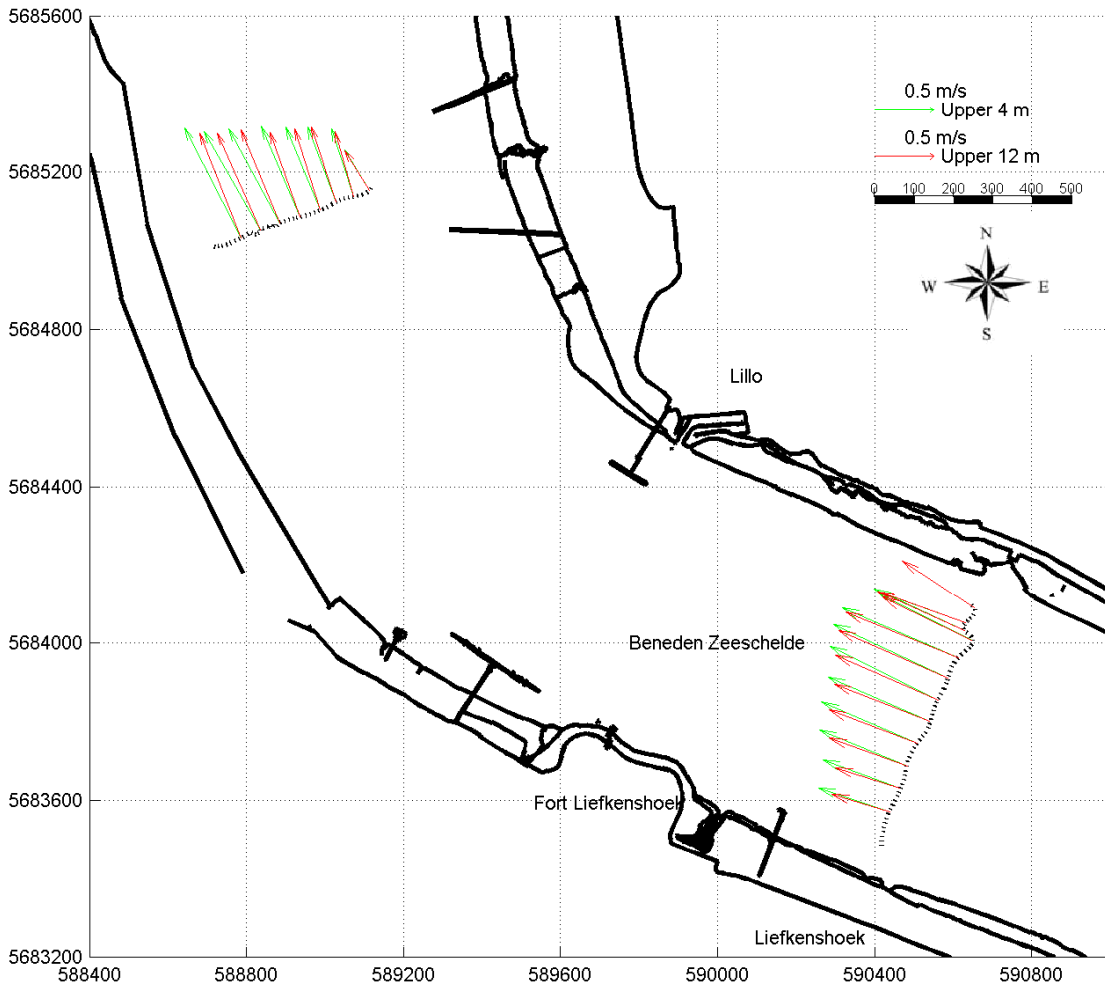 5685600
5685200
5684800
5684400
5684000
5683600
5683200
588400 588800 589200 589600 590000 590400 590800
0.5 m/s
Upper 4 m
0.5 m/s
Upper 12 m
0 100 200 300 400 500
N
W E
S
Lillo
Beneden Zeeschelde
Fort Liefkenshoek
Liefkenshoek